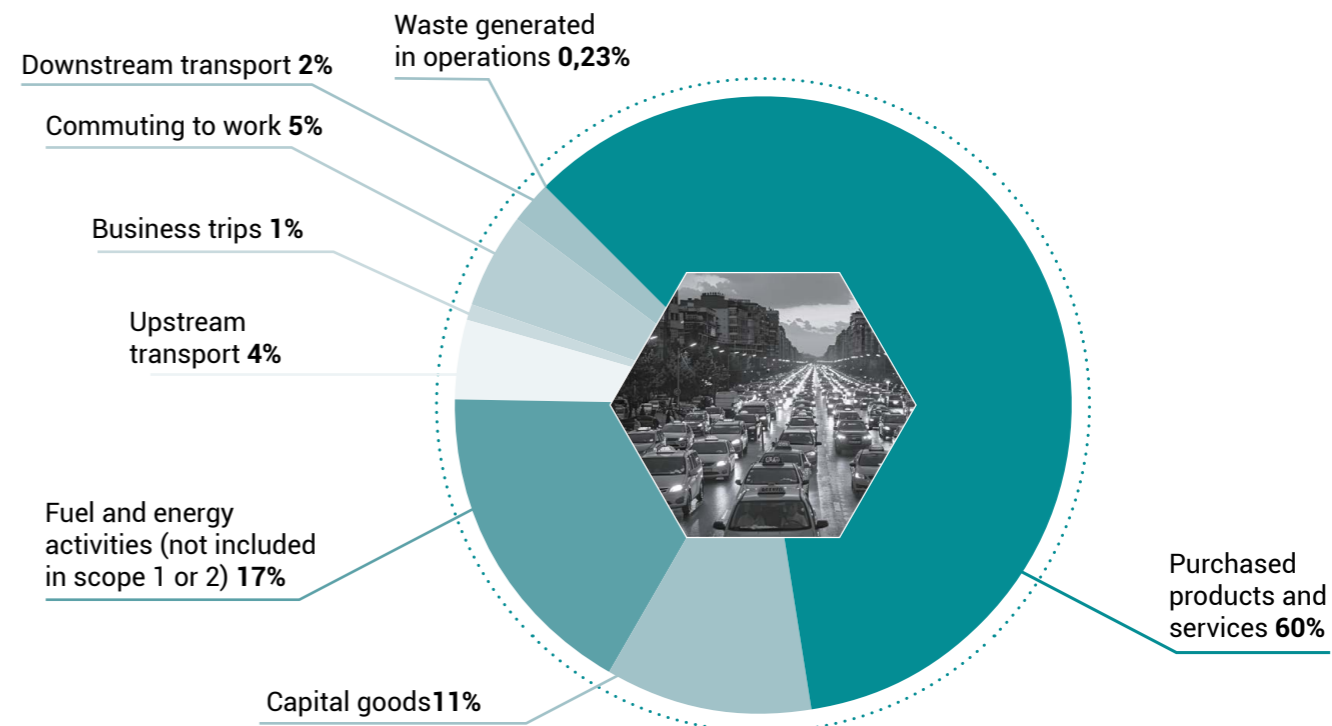 Waste generated
in operations 0,23%
Downstream transport 2%
Commuting to work 5%
Business trips 1%
Upstream
transport 4%
Fuel and energy
activities (not included
in scope 1 or 2) 17%
Capital goods11%
Purchased
products and
services 60%